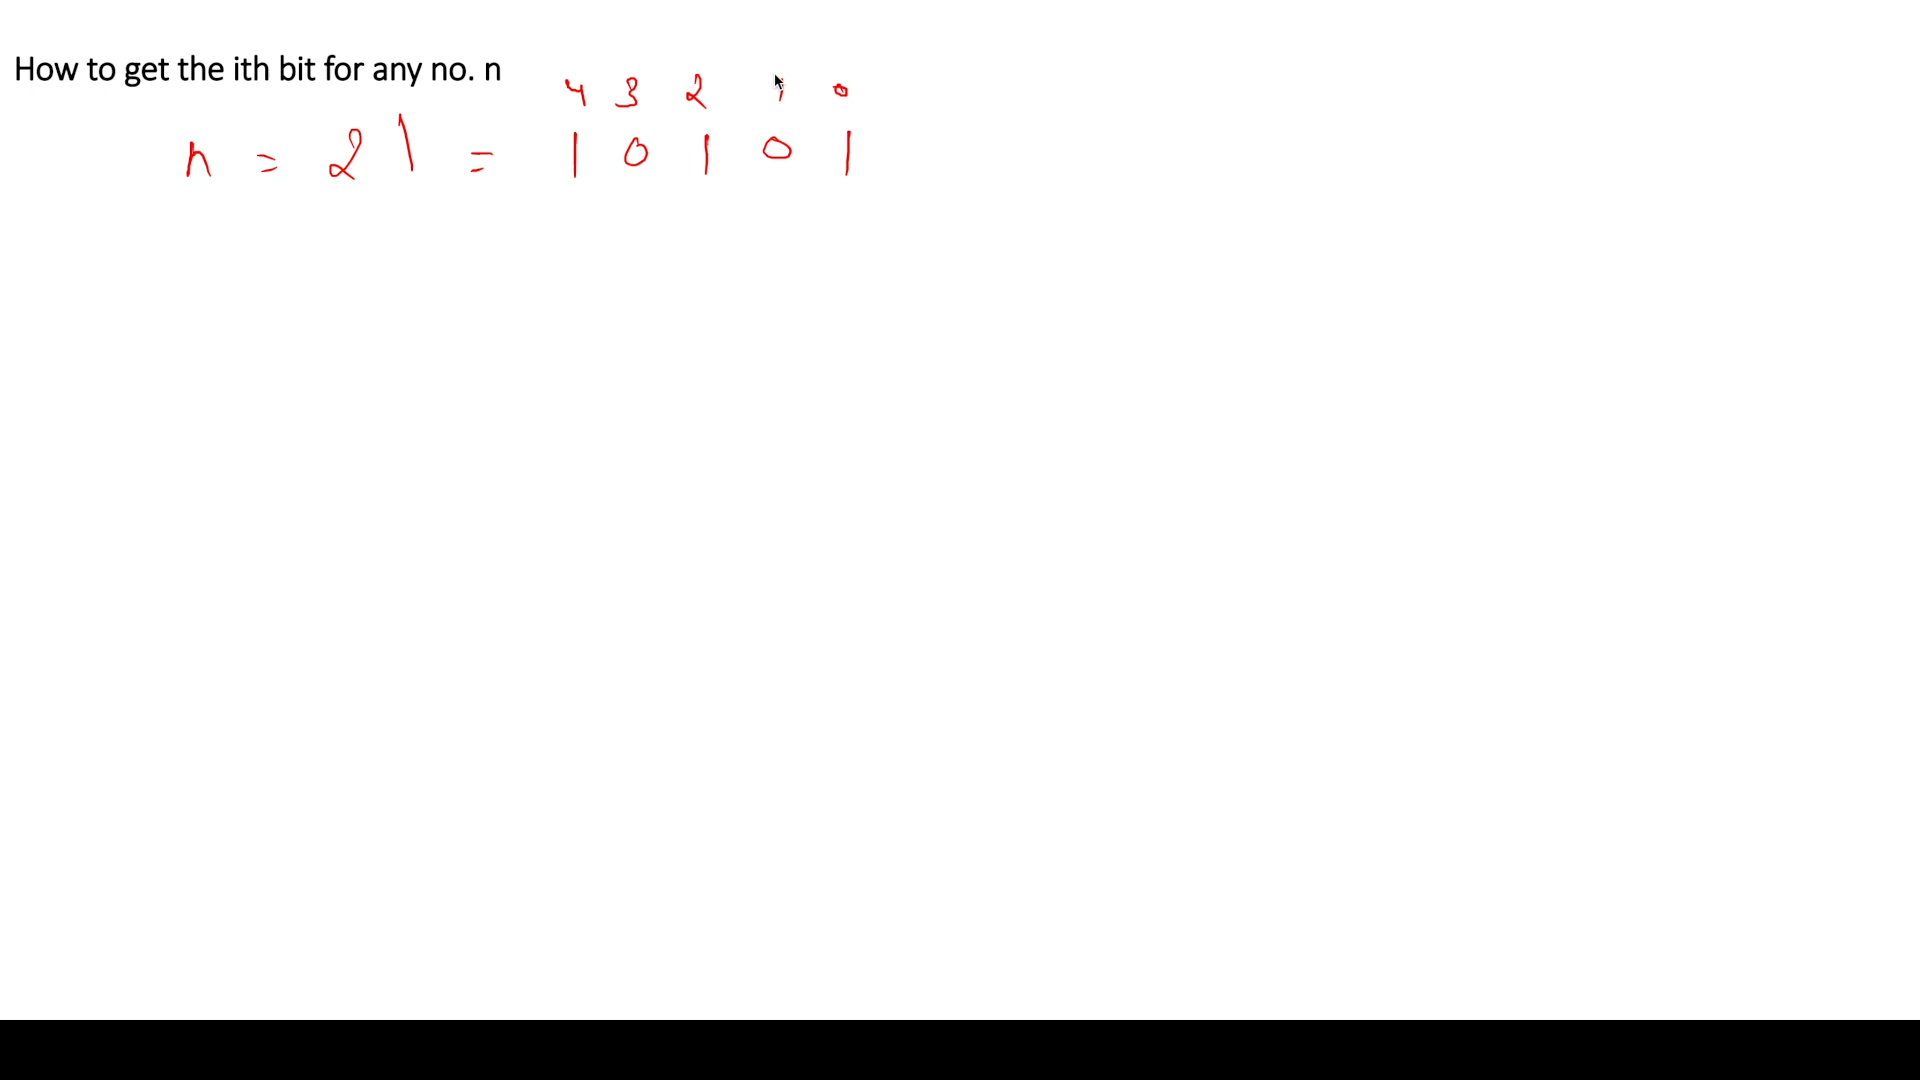 How to get the ith bit for any no. n
4 3 2 1 0
n = 21 = 1 0 1 0 1